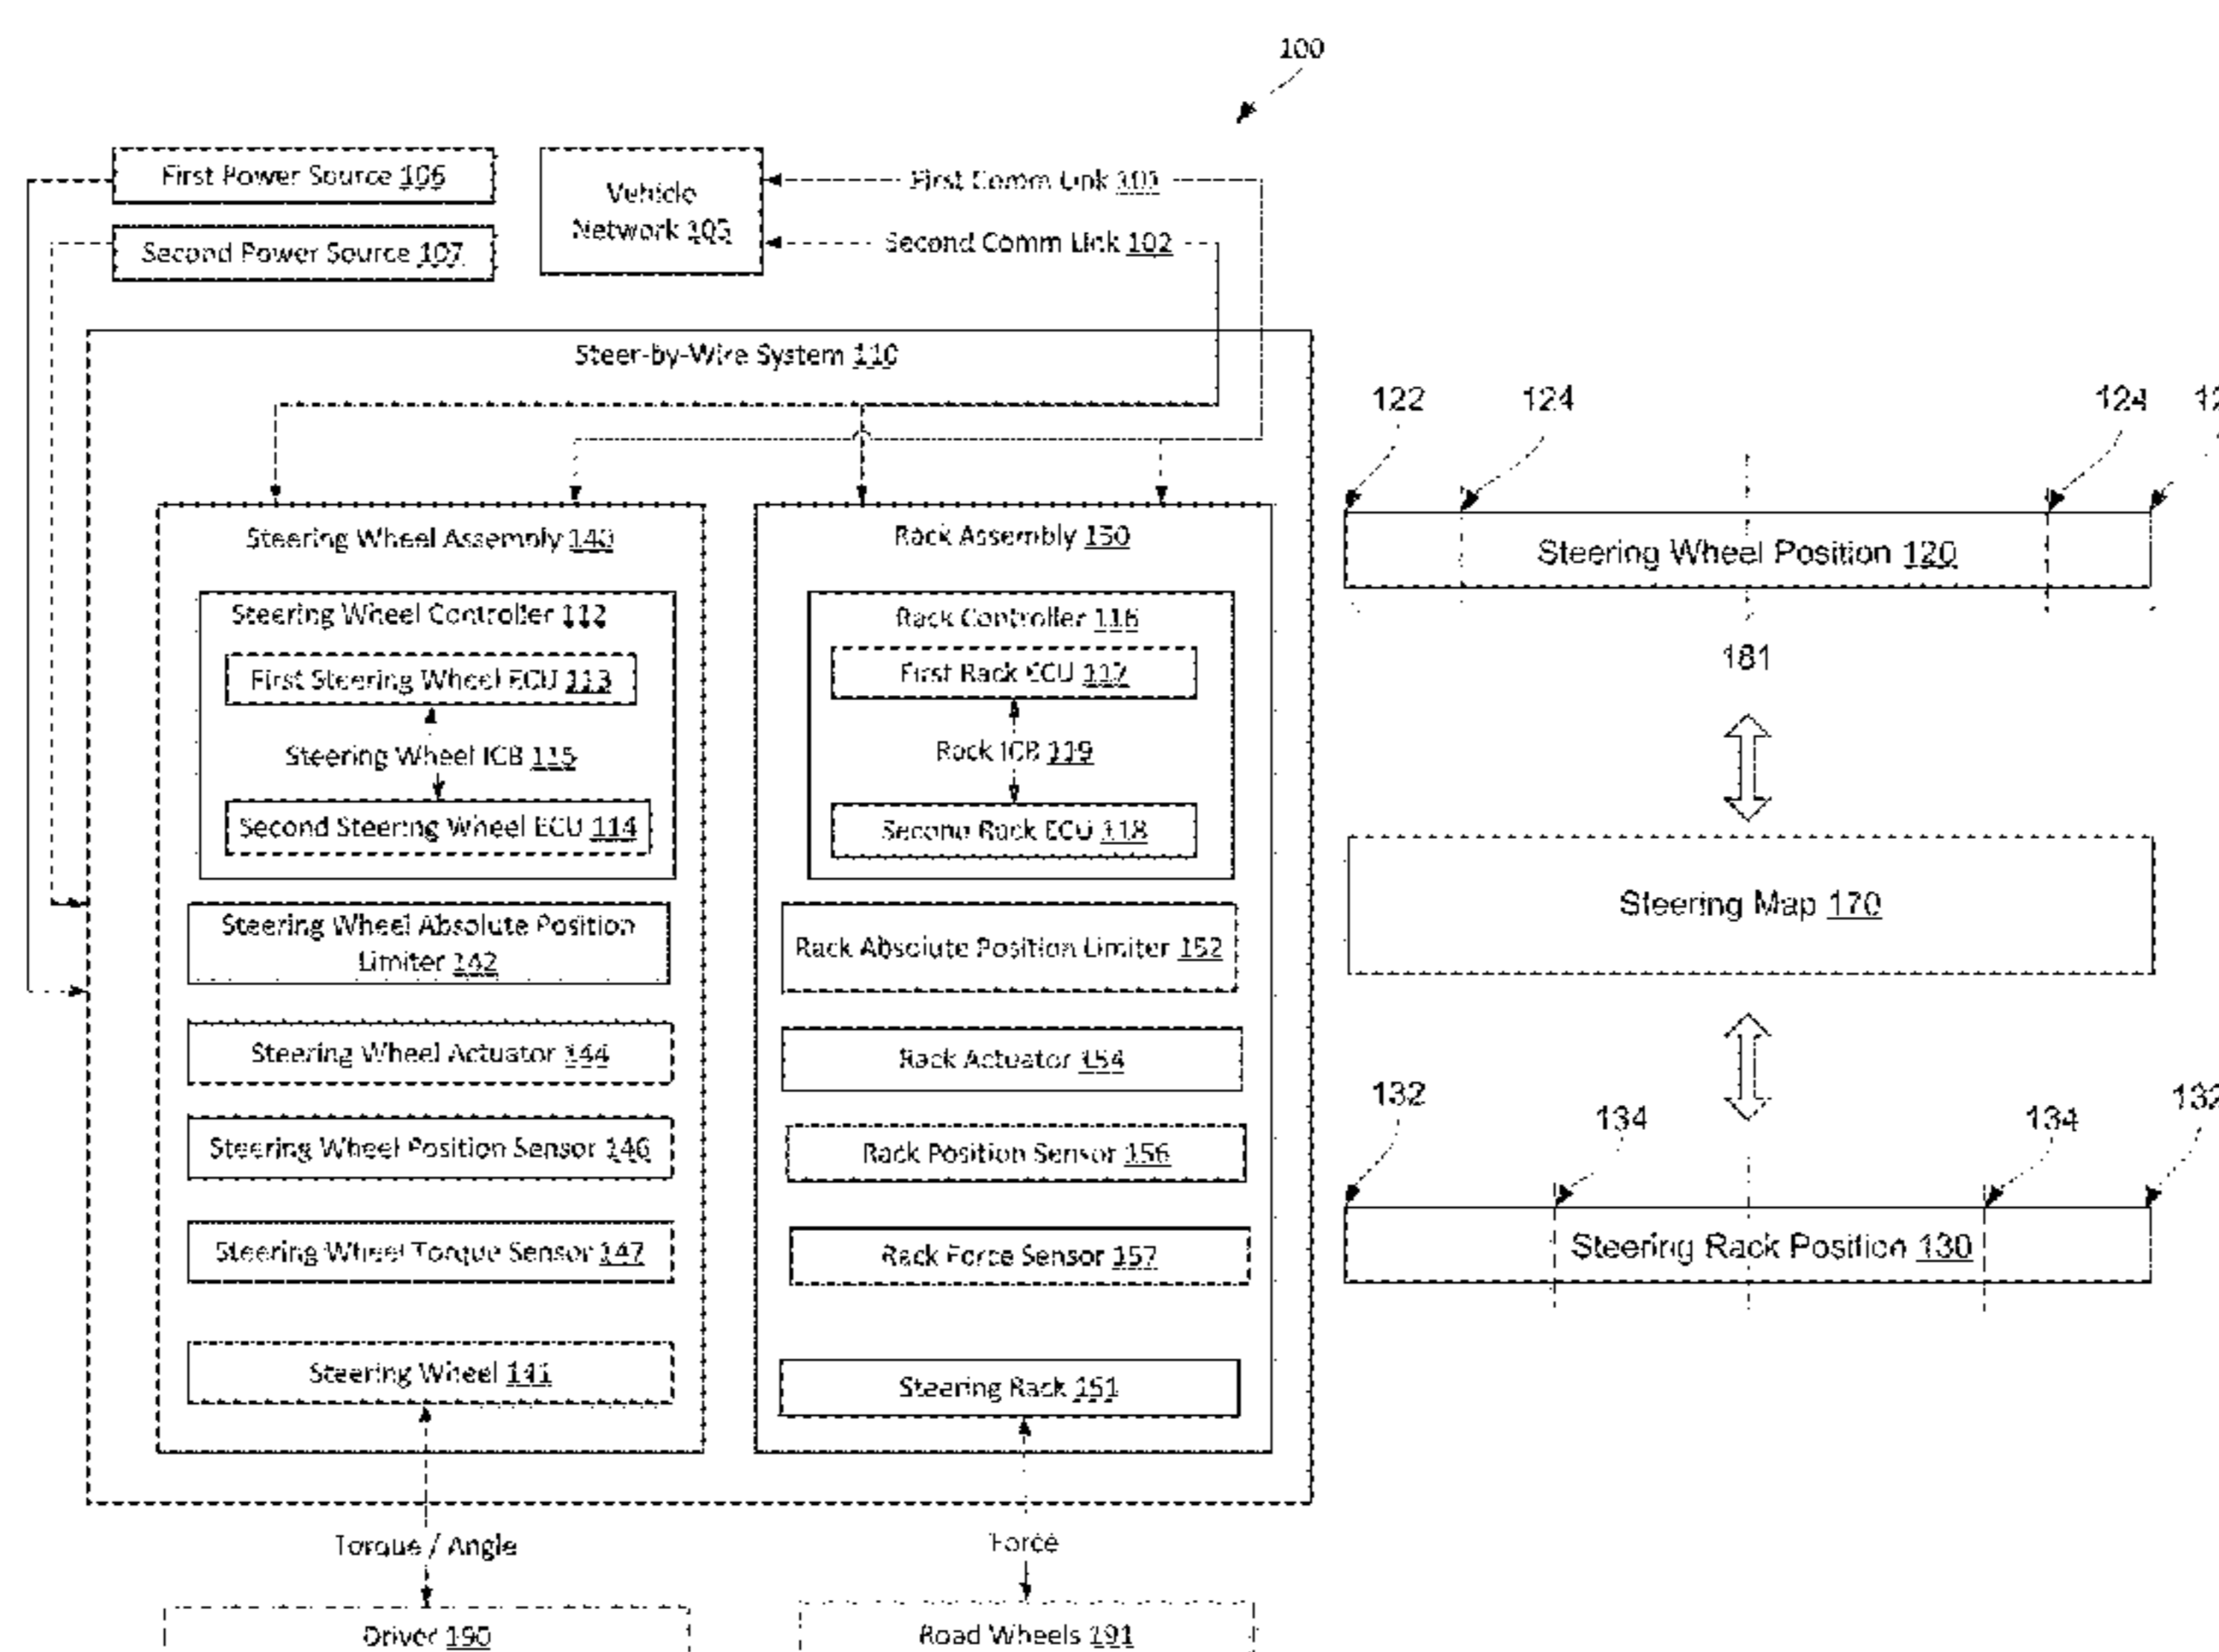 100
First Power Source 106
Second Power Source 107
Vehicle
Network 105
First Comm Link 101
Second Comm Link 102
Steer-by-Wire System 110
Steering Wheel Assembly 140
Steering Wheel Controller 112
First Steering Wheel ECU 113
Steering Wheel ICB 115
Second Steering Wheel ECU 114
Steering Wheel Absolute Position
Limiter 142
Steering Wheel Actuator 144
Steering Wheel Position Sensor 146
Steering Wheel Torque Sensor 147
Steering Wheel 141
Torque / Angle
Driver 190
Rack Assembly 150
Rack Controller 116
First Rack ECU 117
Rack ICB 119
Second Rack ECU 118
Rack Absolute Position Limiter 152
Rack Actuator 154
Rack Position Sensor 156
Rack Force Sensor 157
Steering Rack 151
Force
Road Wheels 191
122
124
124
Steering Wheel Position 120
181
Steering Map 170
132
134
134
132
Steering Rack Position 130